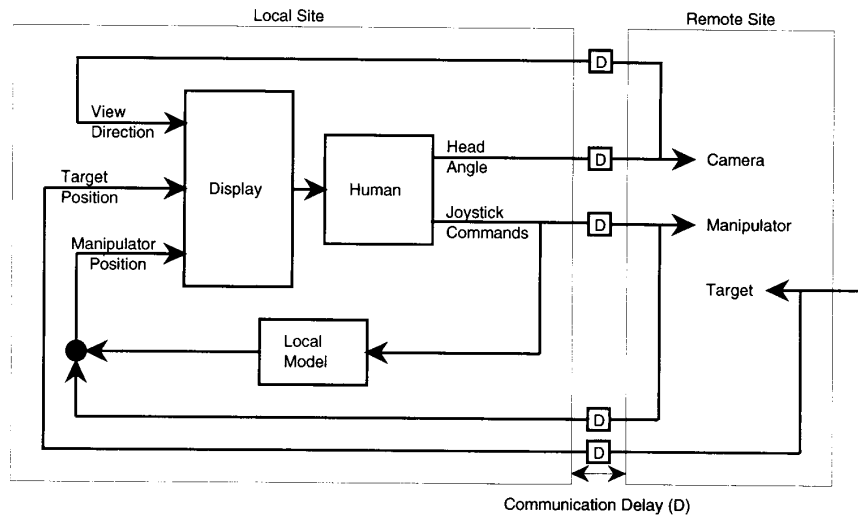 Local Site
Remote Site
D
View
Direction
Head
Angle
D
Camera
Target
Position
Display
Human
Joystick
Commands
D
Manipulator
Manipulator
Position
Target
Local
Model
D
D
Communication Delay (D)